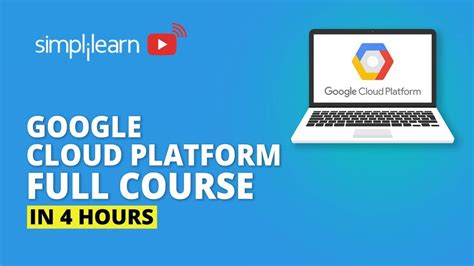 simplilearn
Google Cloud Platform
GOOGLE
CLOUD PLATFORM
FULL COURSE
IN 4 HOURS